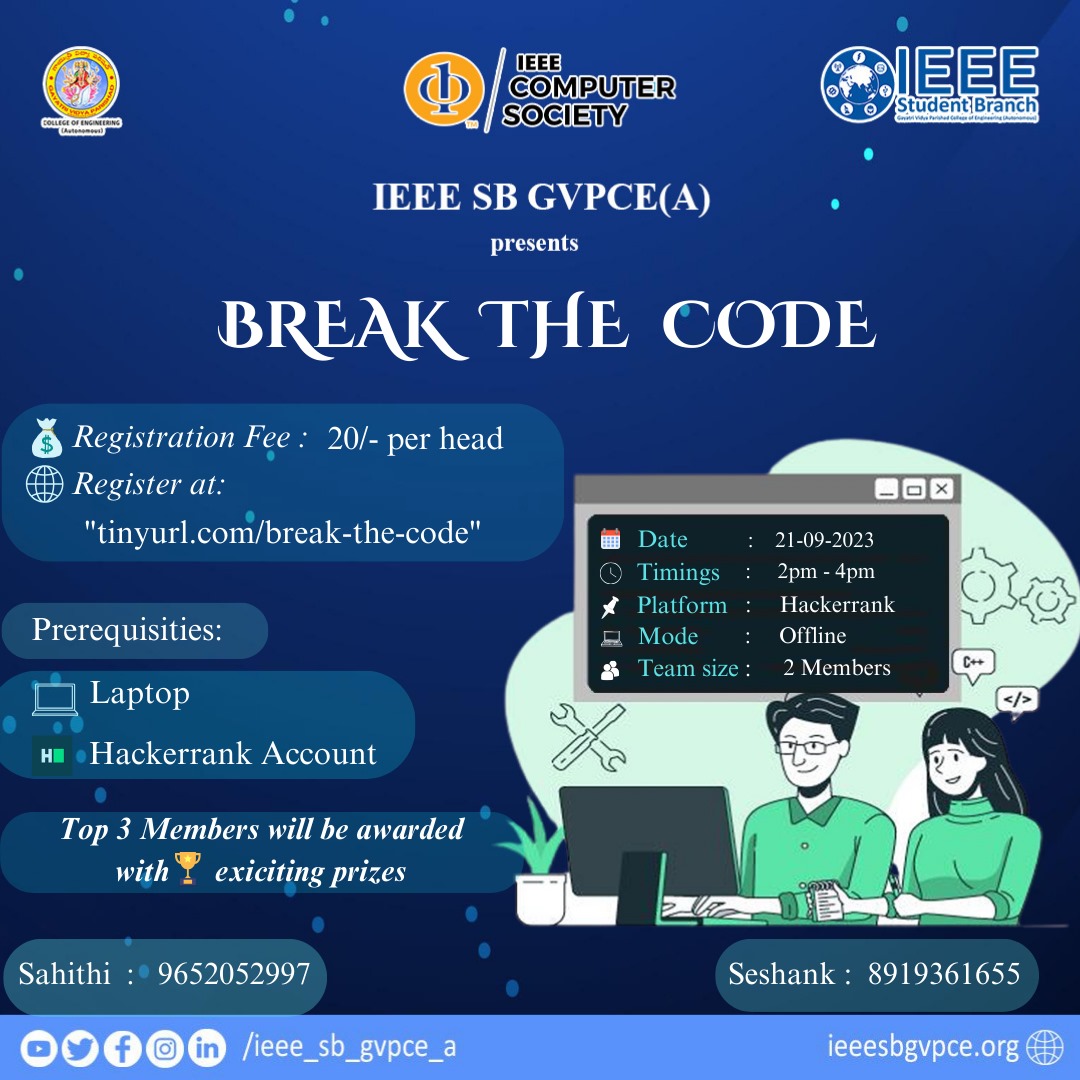 COLLEGE OF ENGINEERING
(Autonomous)
IEEE
COMPUTER
SOCIETY
TM
IEEE
Student Branch
Gayatri Vidya Parishad College of Engineering (Autonomous)
IEEE SB GVPCE(A)
presents
BREAK THE CODE
Registration Fee : 20/- per head
Register at:
"tinyurl.com/break-the-code"
Date : 21-09-2023
Timings : 2pm - 4pm
Platform : Hackerrank
Mode : Offline
Team size : 2 Members
C++
</>
Prerequisities:
Laptop
H
Hackerrank Account
Top 3 Members will be awarded
with exiciting prizes
Sahithi : 9652052997
Seshank : 8919361655
/ieee_sb_gvpce_a
ieeesbgvpce.org